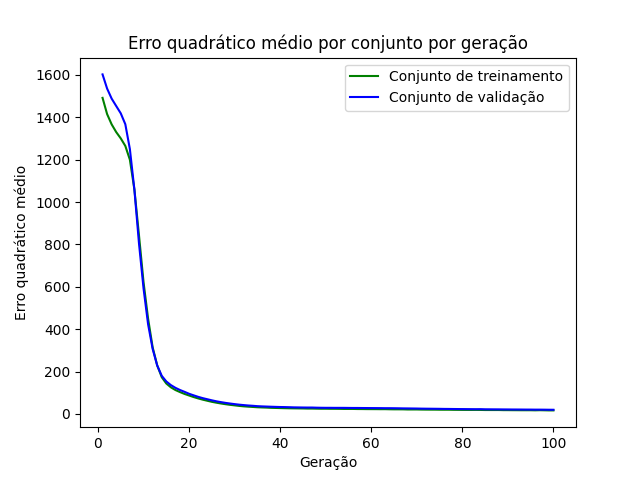 Erro quadrático médio por conjunto por geração
Conjunto de treinamento
Conjunto de validação
Erro quadrático médio
1600
1400
1200
1000
800
600
400
200
0
0 20 40 60 80 100
Geração